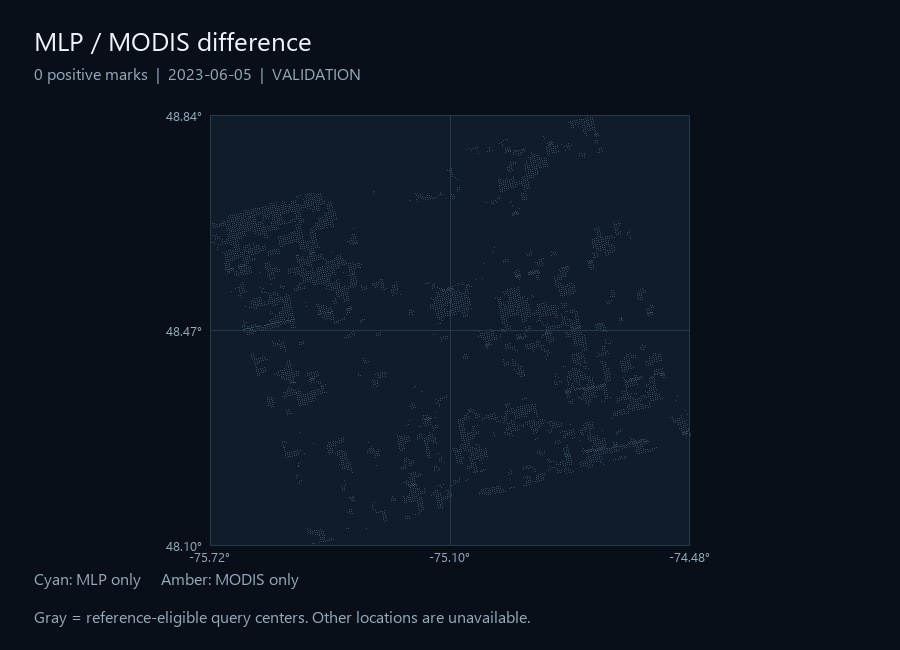 MLP / MODIS difference
0 positive marks | 2023-06-05 | VALIDATION
48.84°
48.47°
48.10°
-75.72° -75.10° -74.48°
Cyan: MLP only Amber: MODIS only
Gray = reference-eligible query centers. Other locations are unavailable.